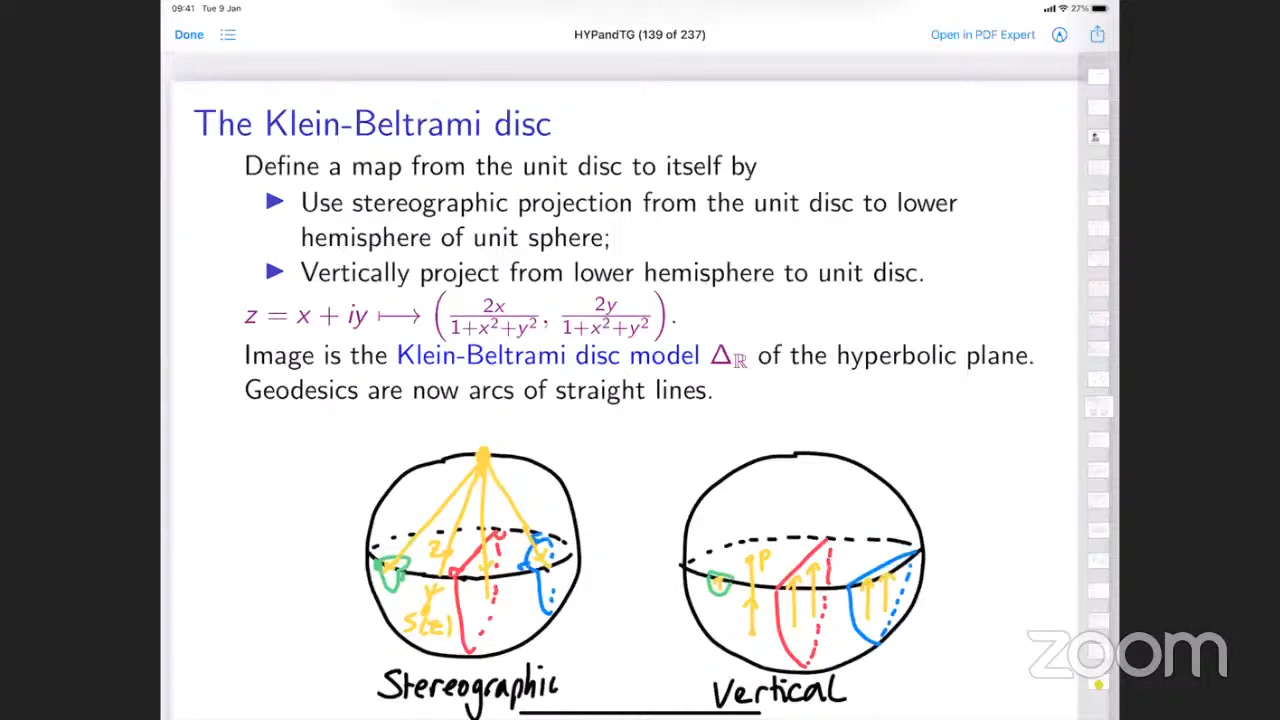 09:41 Tue 9 Jan 27%
Done HYPandTG (139 of 237) Open in PDF Expert
The Klein-Beltrami disc
Define a map from the unit disc to itself by
▶ Use stereographic projection from the unit disc to lower
hemisphere of unit sphere;
▶ Vertically project from lower hemisphere to unit disc.
z = x + iy ⟼ (2x/(1+x²+y²), 2y/(1+x²+y²)).
Image is the Klein-Beltrami disc model Δ_ℝ of the hyperbolic plane.
Geodesics are now arcs of straight lines.
z
P
S(z)
Stereographic
Vertical
zoom